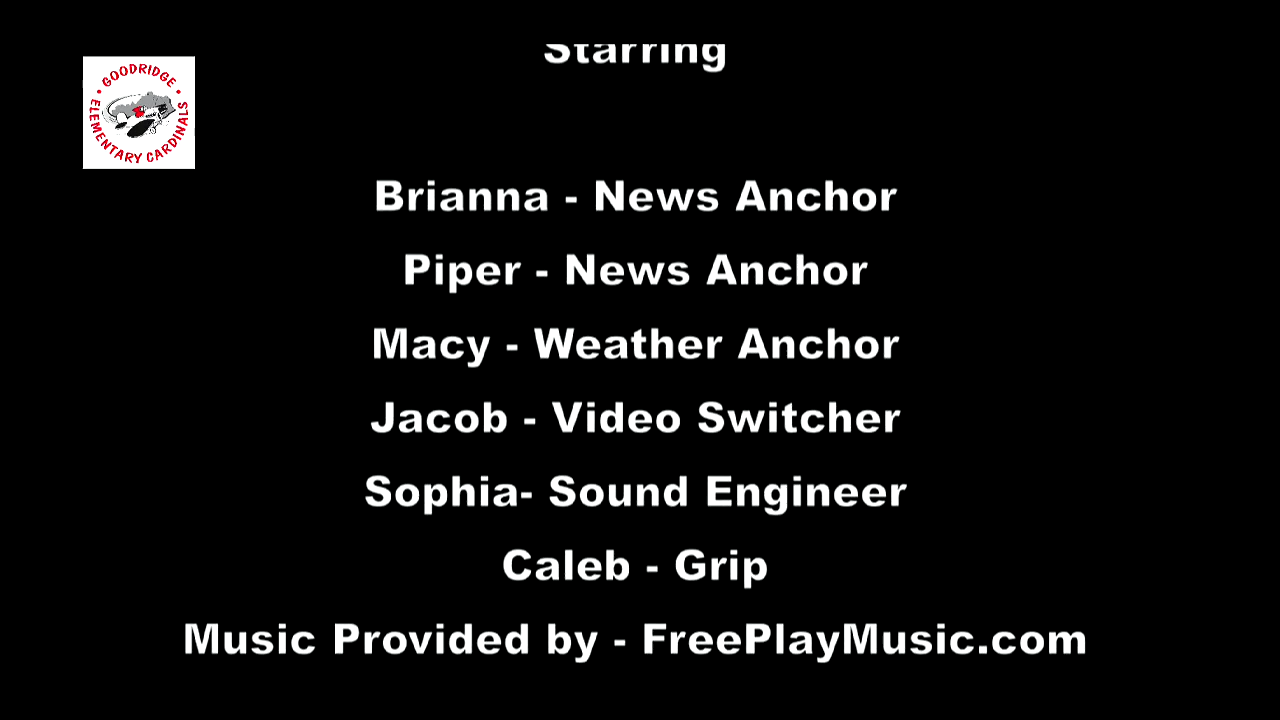 Starring
GOODRIDGE
ELEMENTARY CARDINALS
Brianna - News Anchor
Piper - News Anchor
Macy - Weather Anchor
Jacob - Video Switcher
Sophia- Sound Engineer
Caleb - Grip
Music Provided by - FreePlayMusic.com